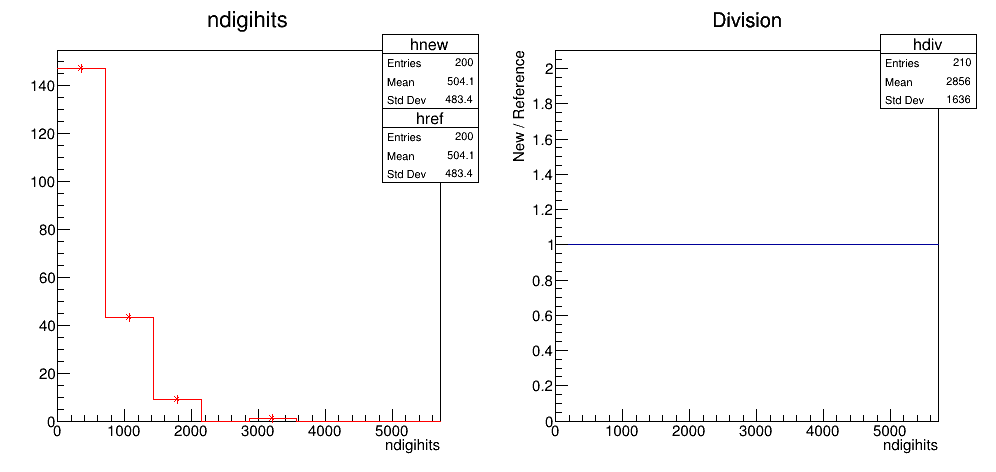 ndigihits
hnew
Entries 200
Mean 504.1
Std Dev 483.4
href
Entries 200
Mean 504.1
Std Dev 483.4
140
120
100
80
60
40
20
0
0 1000 2000 3000 4000 5000
ndigihits
Division
hdiv
Entries 210
Mean 2856
Std Dev 1636
New / Reference
2
1.8
1.6
1.4
1.2
1
0.8
0.6
0.4
0.2
0
0 1000 2000 3000 4000 5000
ndigihits